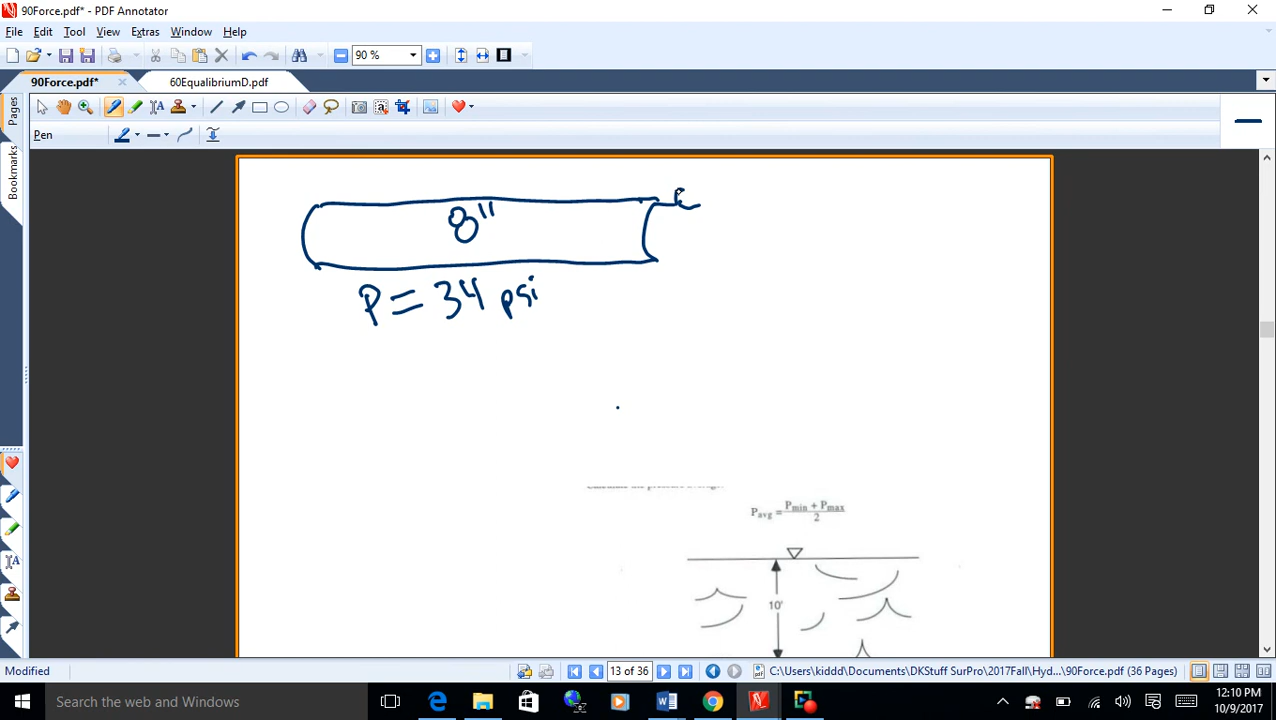 90Force.pdf* - PDF Annotator
File Edit Tool View Extras Window Help
90 %
90Force.pdf* 60EqualibriumD.pdf
Pen
Pages
Bookmarks
8"
P = 34 psi
Pavg = Pmin + Pmax
2
10'
Modified
13 of 36
C:\Users\kiddd\Documents\DKStuff SurPro\2017Fall\Hyd...\90Force.pdf (36 Pages)
Search the web and Windows
12:10 PM
10/9/2017